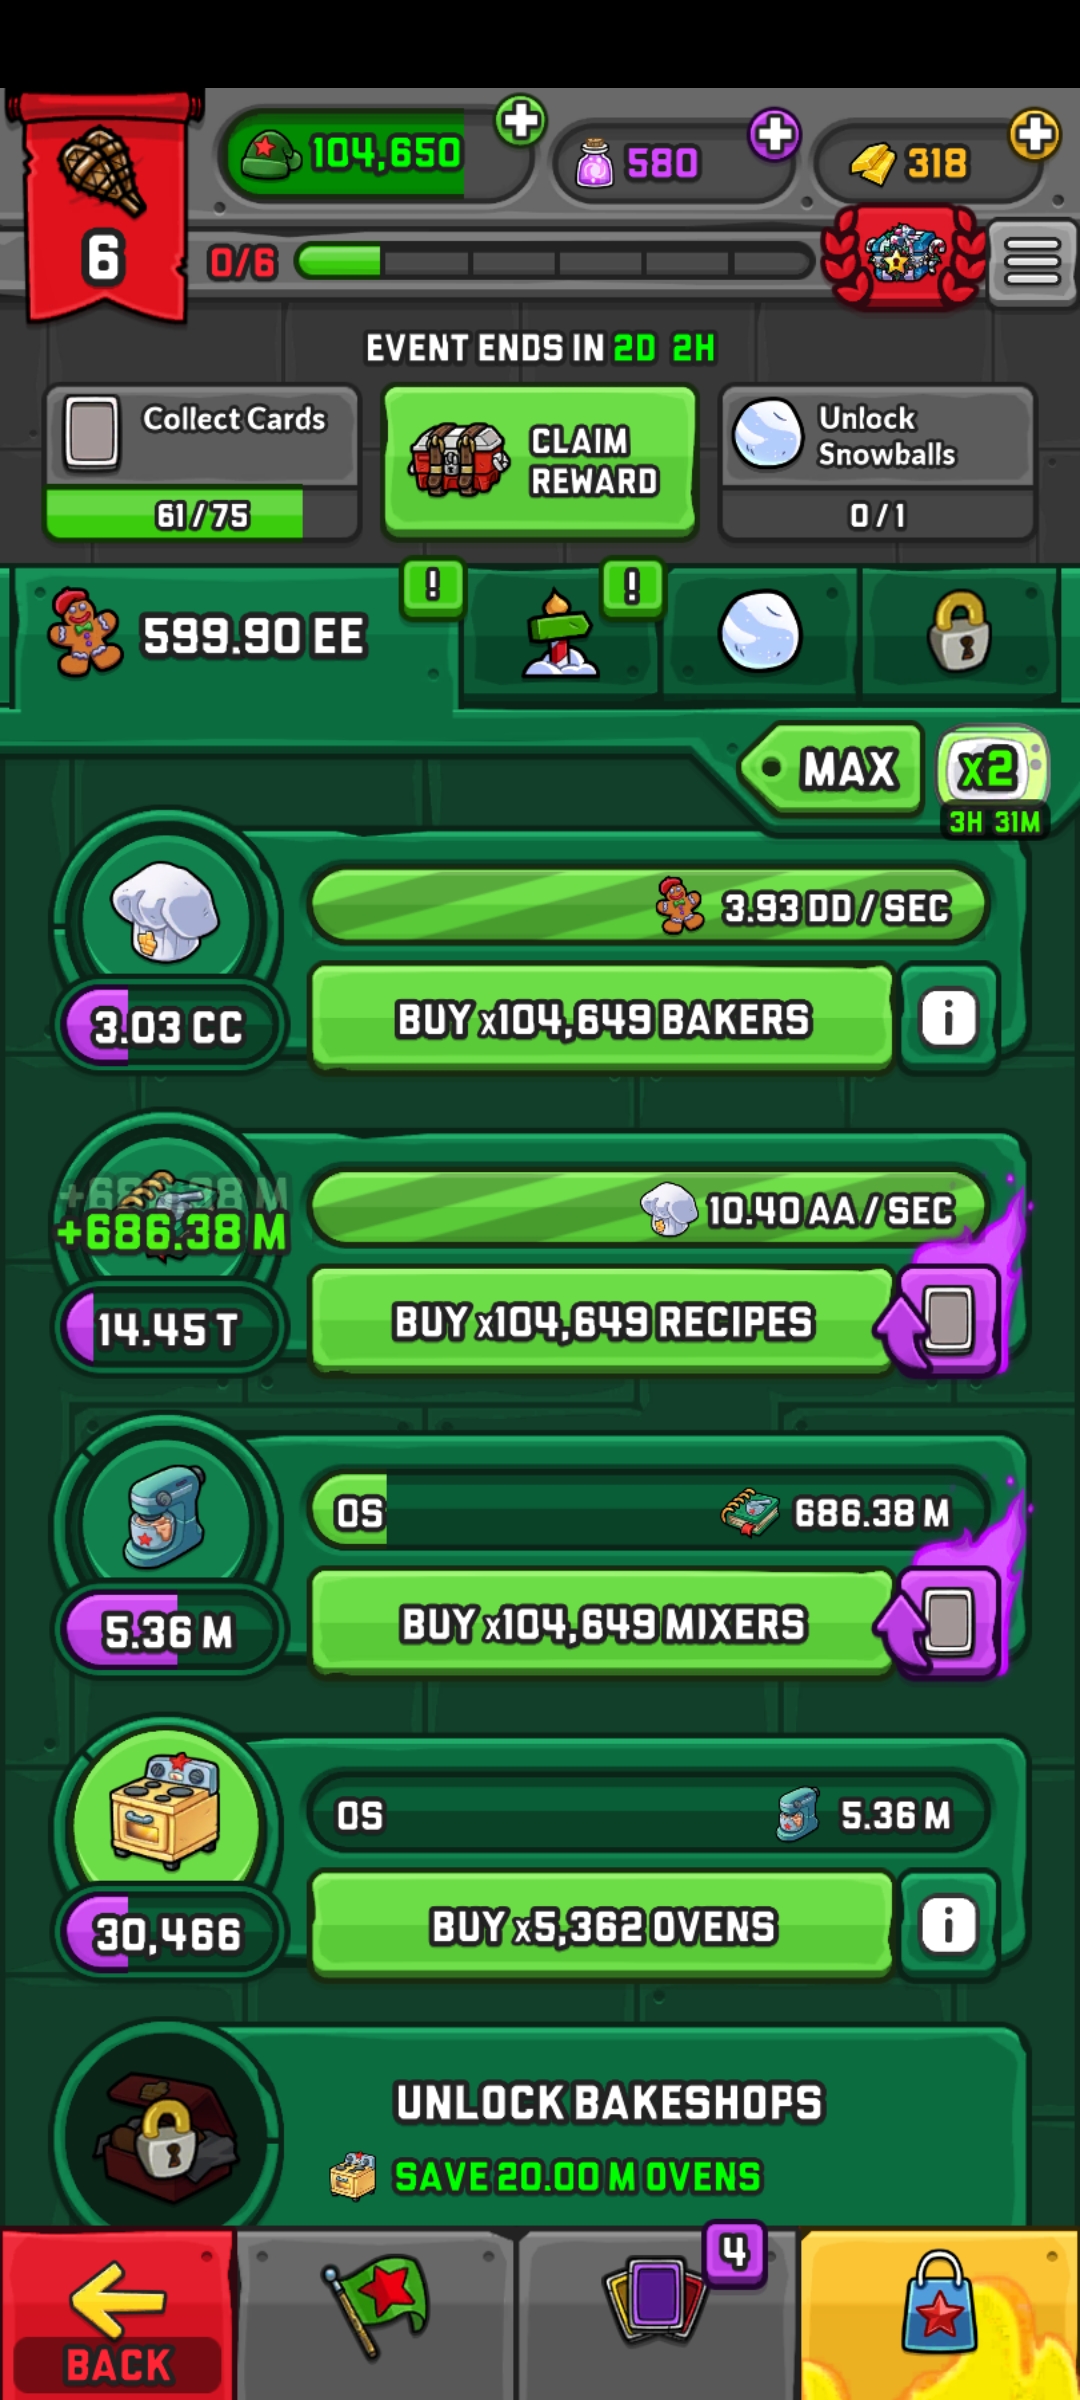 104,650
580
318
6
0/6
EVENT ENDS IN 2D 2H
Collect Cards
61/75
CLAIM
REWARD
Unlock
Snowballs
0/1
599.90 EE
!
!
MAX
x2
3H 31M
3.93 DD/SEC
3.03 CC
BUY x104,649 BAKERS
i
+686.38 M
+686.38 M
10.40 AA/SEC
14.45 T
BUY x104,649 RECIPES
0S
686.38 M
5.36 M
BUY x104,649 MIXERS
0S
5.36 M
30,466
BUY x5,362 OVENS
i
UNLOCK BAKESHOPS
SAVE 20.00 M OVENS
4
BACK